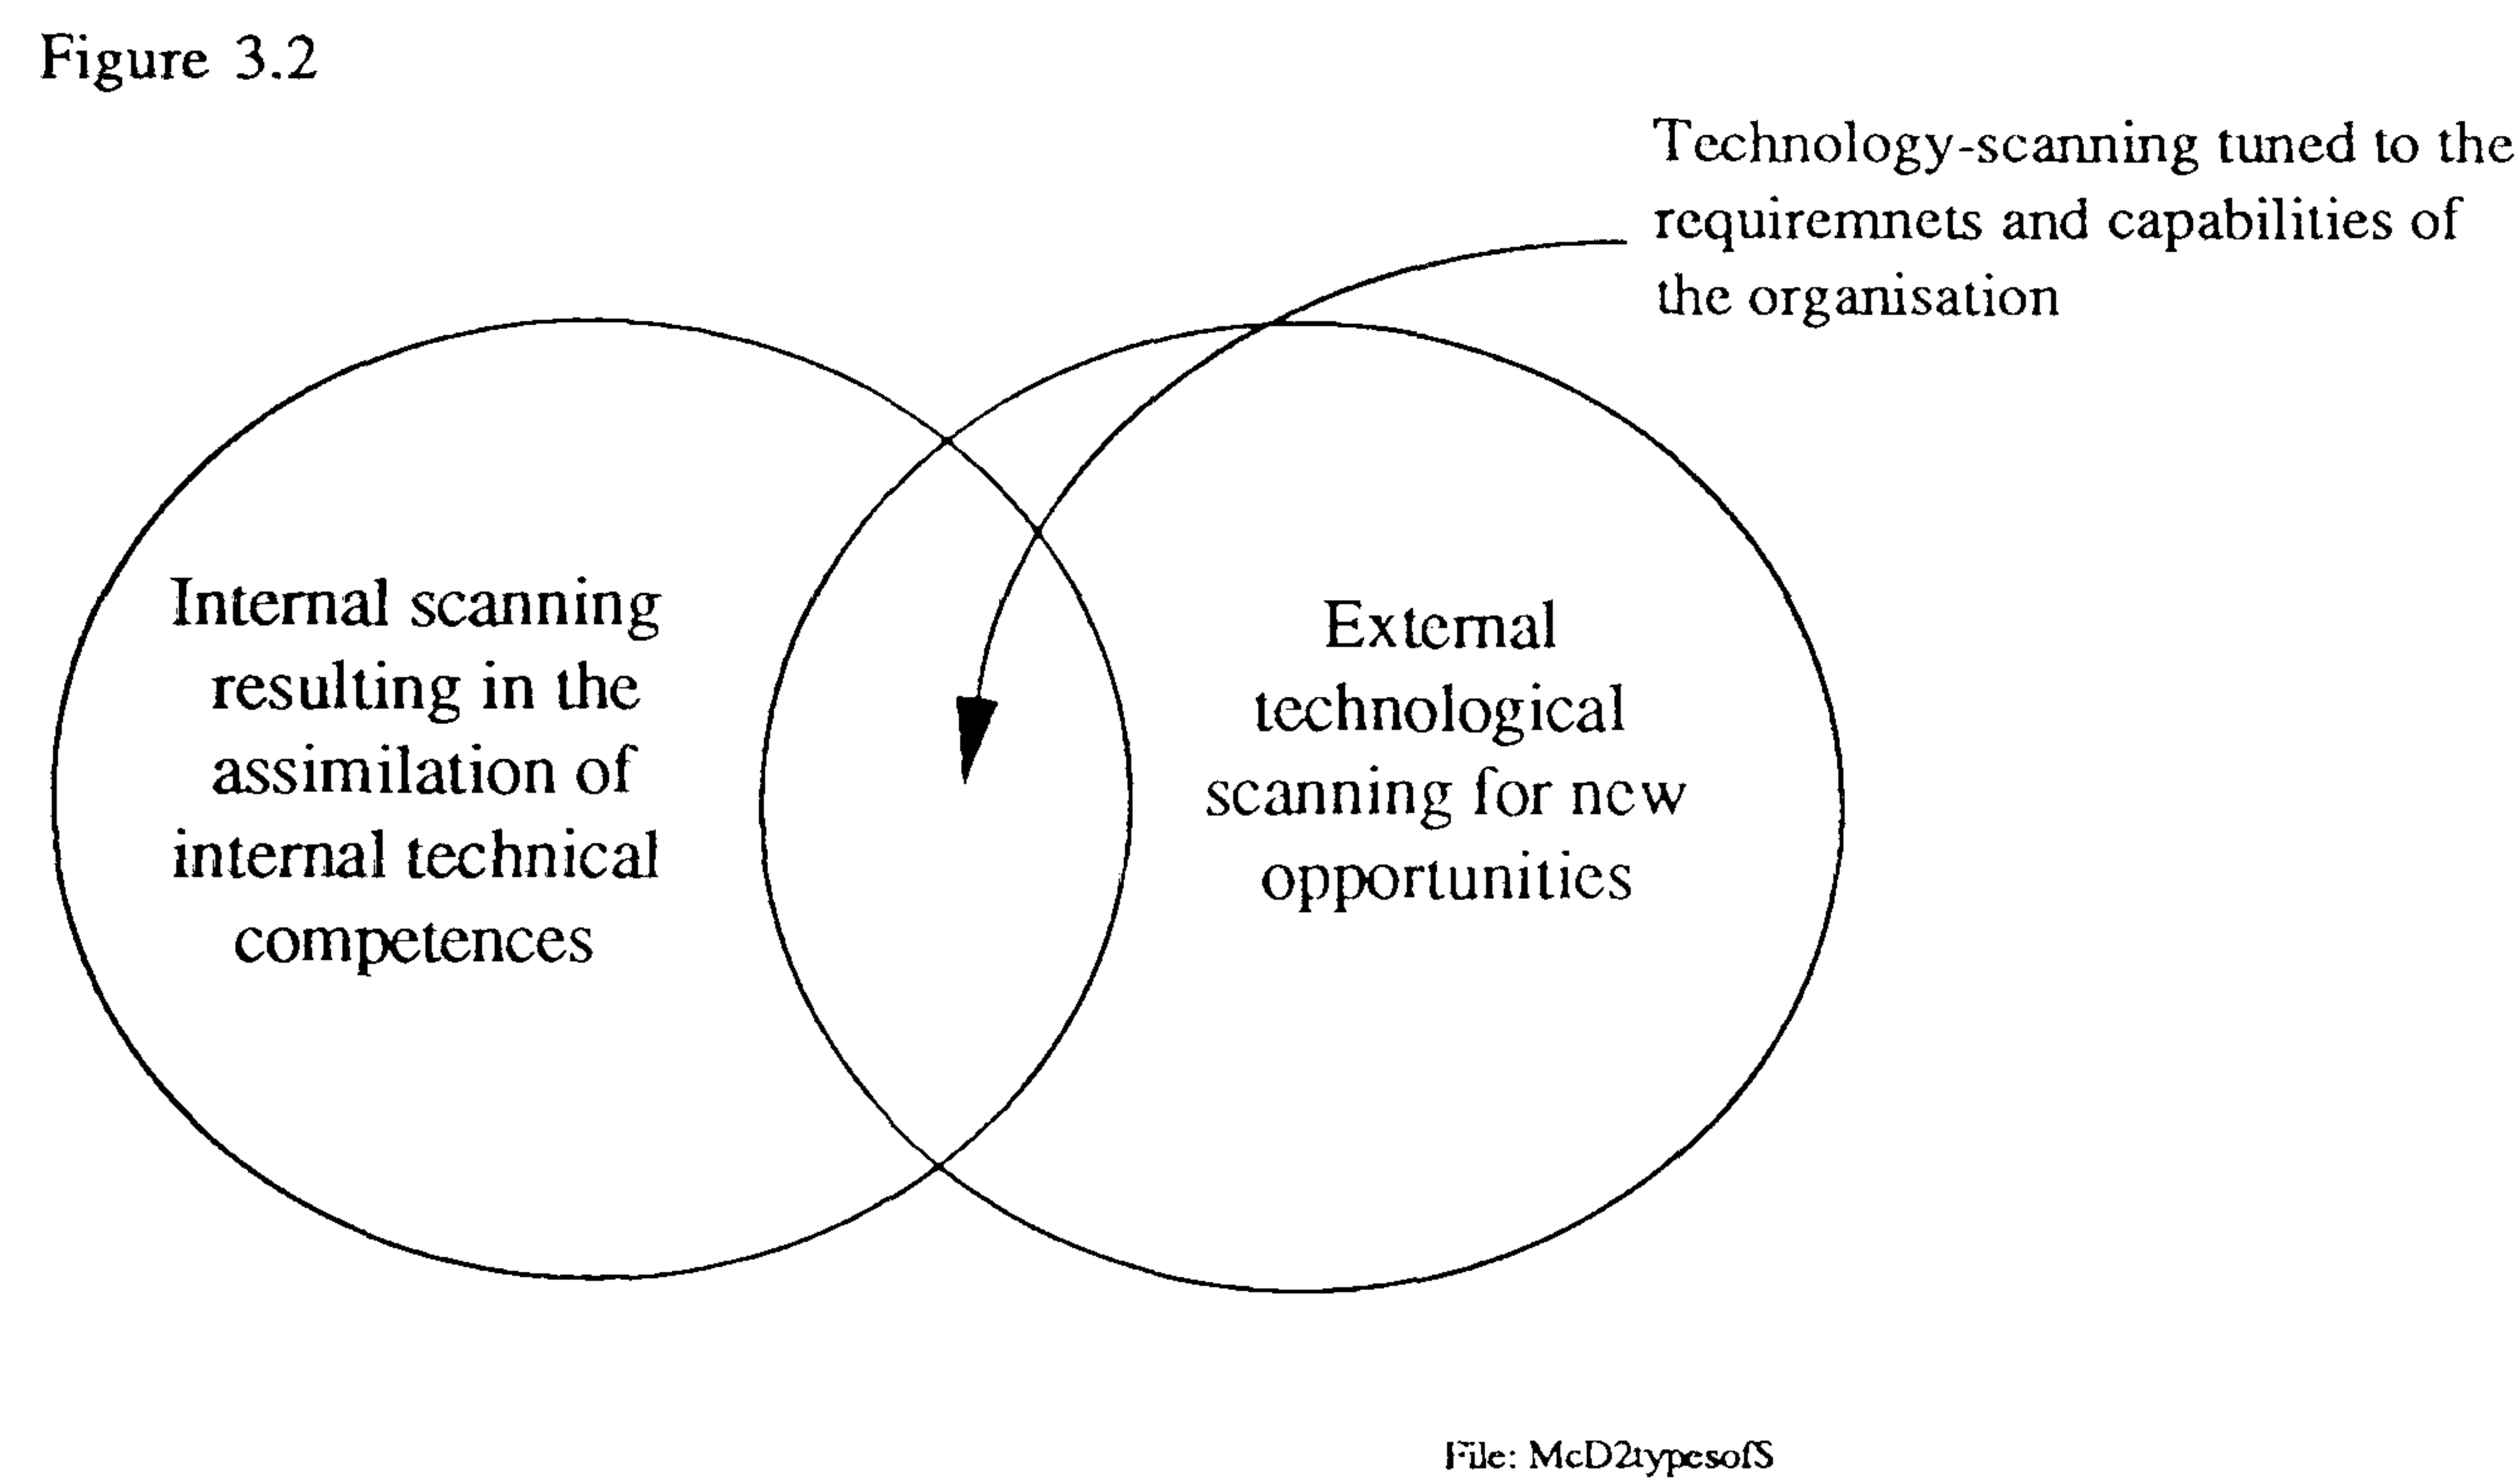 Figure 3.2
Technology-scanning tuned to the
requiremnets and capabilities of
the organisation
Internal scanning
resulting in the
assimilation of
internal technical
competences
External
technological
scanning for new
opportunities
File: McD2typesofS